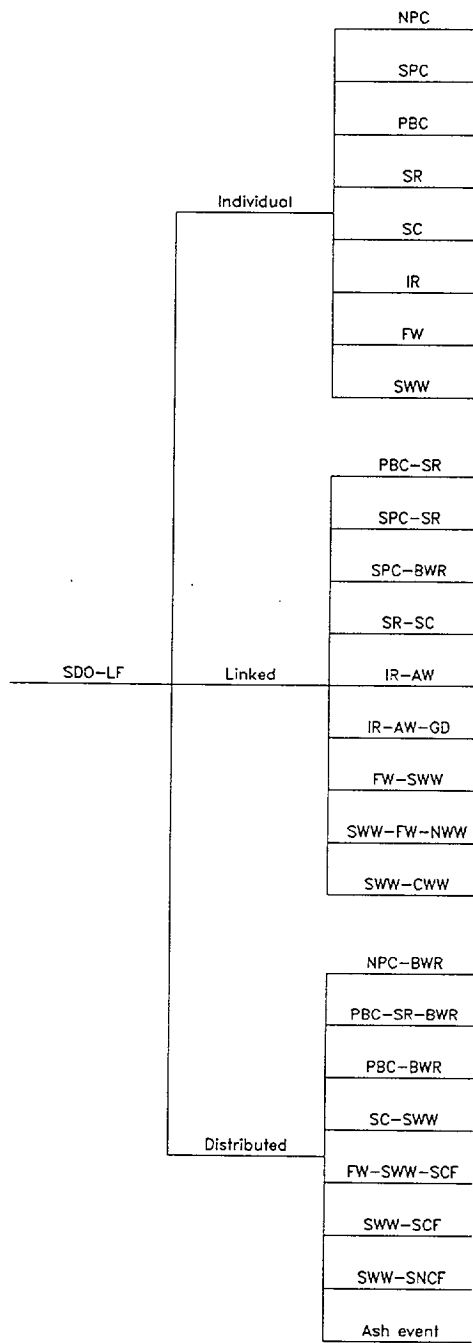 NPC
SPC
PBC
SR
Individual
SC
IR
FW
SWW
PBC-SR
SPC-SR
SPC-BWR
SR-SC
SDO-LF
Linked
IR-AW
IR-AW-GD
FW-SWW
SWW-FW-NWW
SWW-CWW
NPC-BWR
PBC-SR-BWR
PBC-BWR
SC-SWW
Distributed
FW-SWW-SCF
SWW-SCF
SWW-SNCF
Ash event